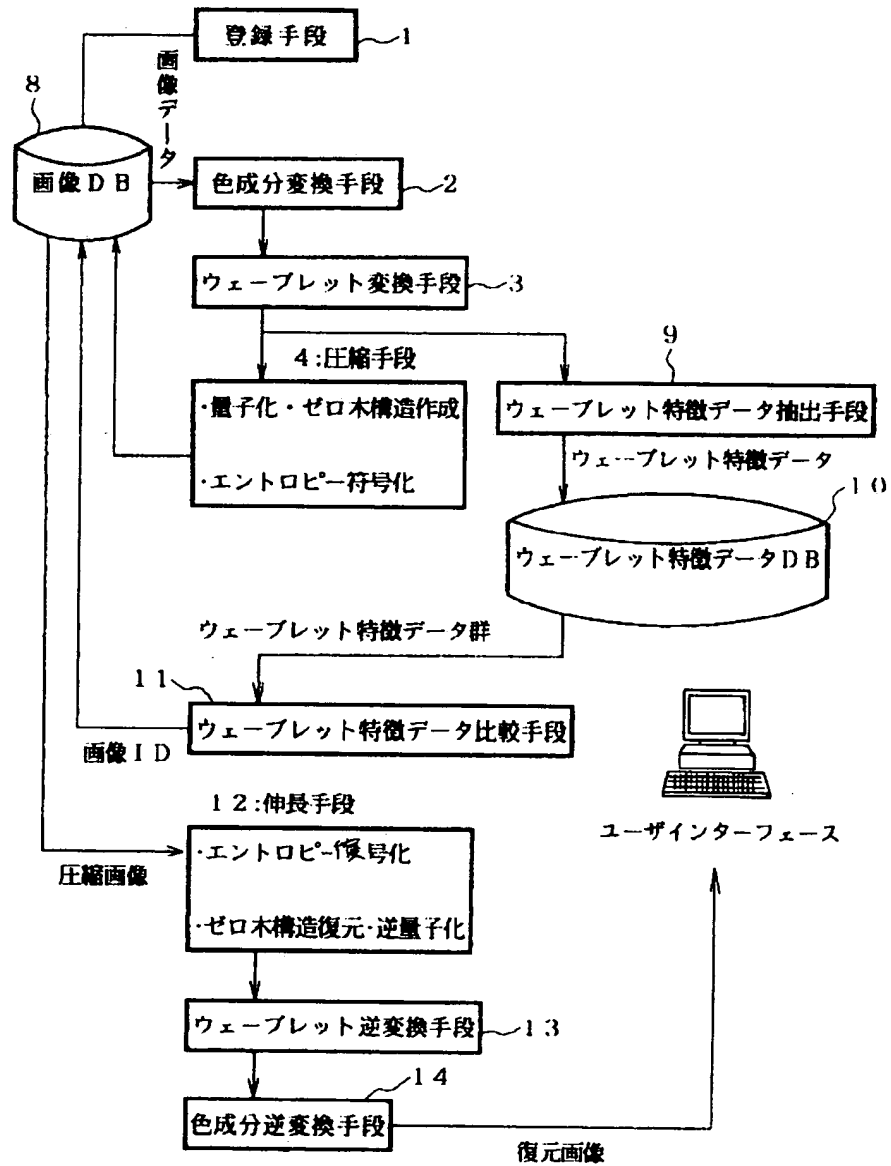 登録手段
1
画像データ
8
画像DB
色成分変換手段
2
ウェーブレット変換手段
3
4:圧縮手段
・量子化・ゼロ木構造作成
・エントロピー符号化
9
ウェーブレット特徴データ抽出手段
ウェーブレット特徴データ
10
ウェーブレット特徴データDB
ウェーブレット特徴データ群
11
ウェーブレット特徴データ比較手段
画像ID
12:伸長手段
・エントロピー復号化
・ゼロ木構造復元・逆量子化
圧縮画像
ユーザインターフェース
ウェーブレット逆変換手段
13
14
色成分逆変換手段
復元画像